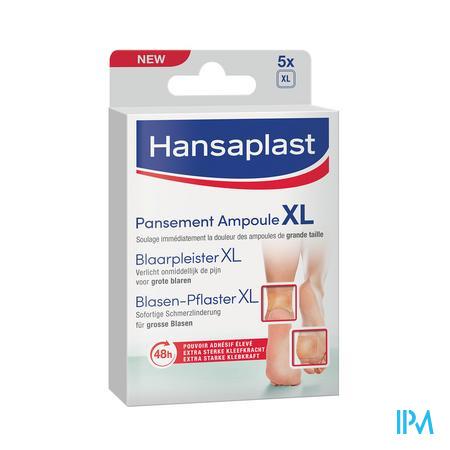 NEW
5x
XL
Hansaplast
Pansement Ampoule XL
Soulage immédiatement la douleur des ampoules de grande taille
Blaarpleister XL
Verlicht onmiddellijk de pijn
voor grote blaren
Blasen-Pflaster XL
Sofortige Schmerzlinderung
für grosse Blasen
48h
POUVOIR ADHÉSIF ÉLEVÉ
EXTRA STERKE KLEEFKRACHT
EXTRA STARKE KLEBKRAFT
IPM